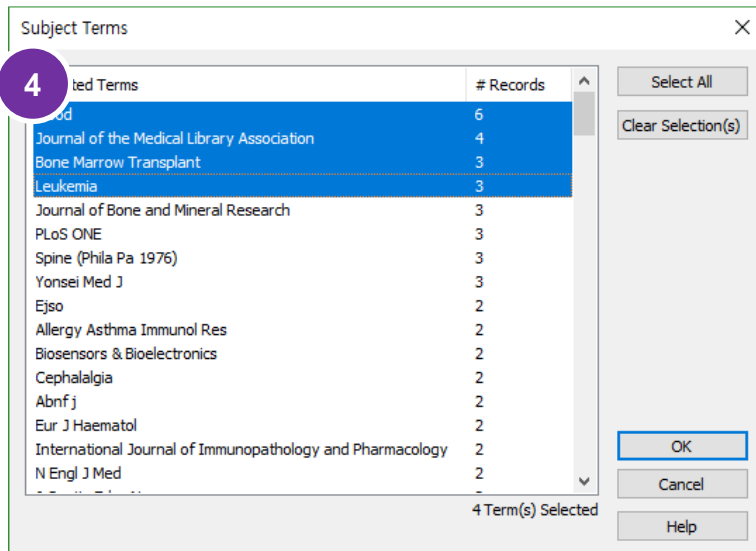 Subject Terms
4
ted Terms # Records
od 6
Journal of the Medical Library Association 4
Bone Marrow Transplant 3
Leukemia 3
Journal of Bone and Mineral Research 3
PLoS ONE 3
Spine (Phila Pa 1976) 3
Yonsei Med J 3
Ejso 2
Allergy Asthma Immunol Res 2
Biosensors & Bioelectronics 2
Cephalalgia 2
Abnf j 2
Eur J Haematol 2
International Journal of Immunopathology and Pharmacology 2
N Engl J Med 2
4 Term(s) Selected
Select All
Clear Selection(s)
OK
Cancel
Help